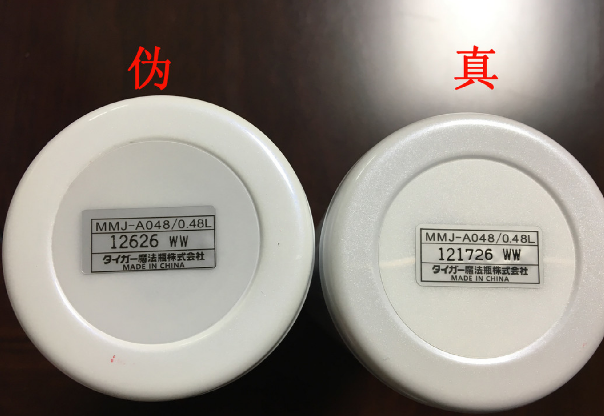 伪
真
MMJ-A048/0.48L
12626 WW
タイガー魔法瓶株式会社
MADE IN CHINA
MMJ-A048/0.48L
121726 WW
タイガー魔法瓶株式会社
MADE IN CHINA